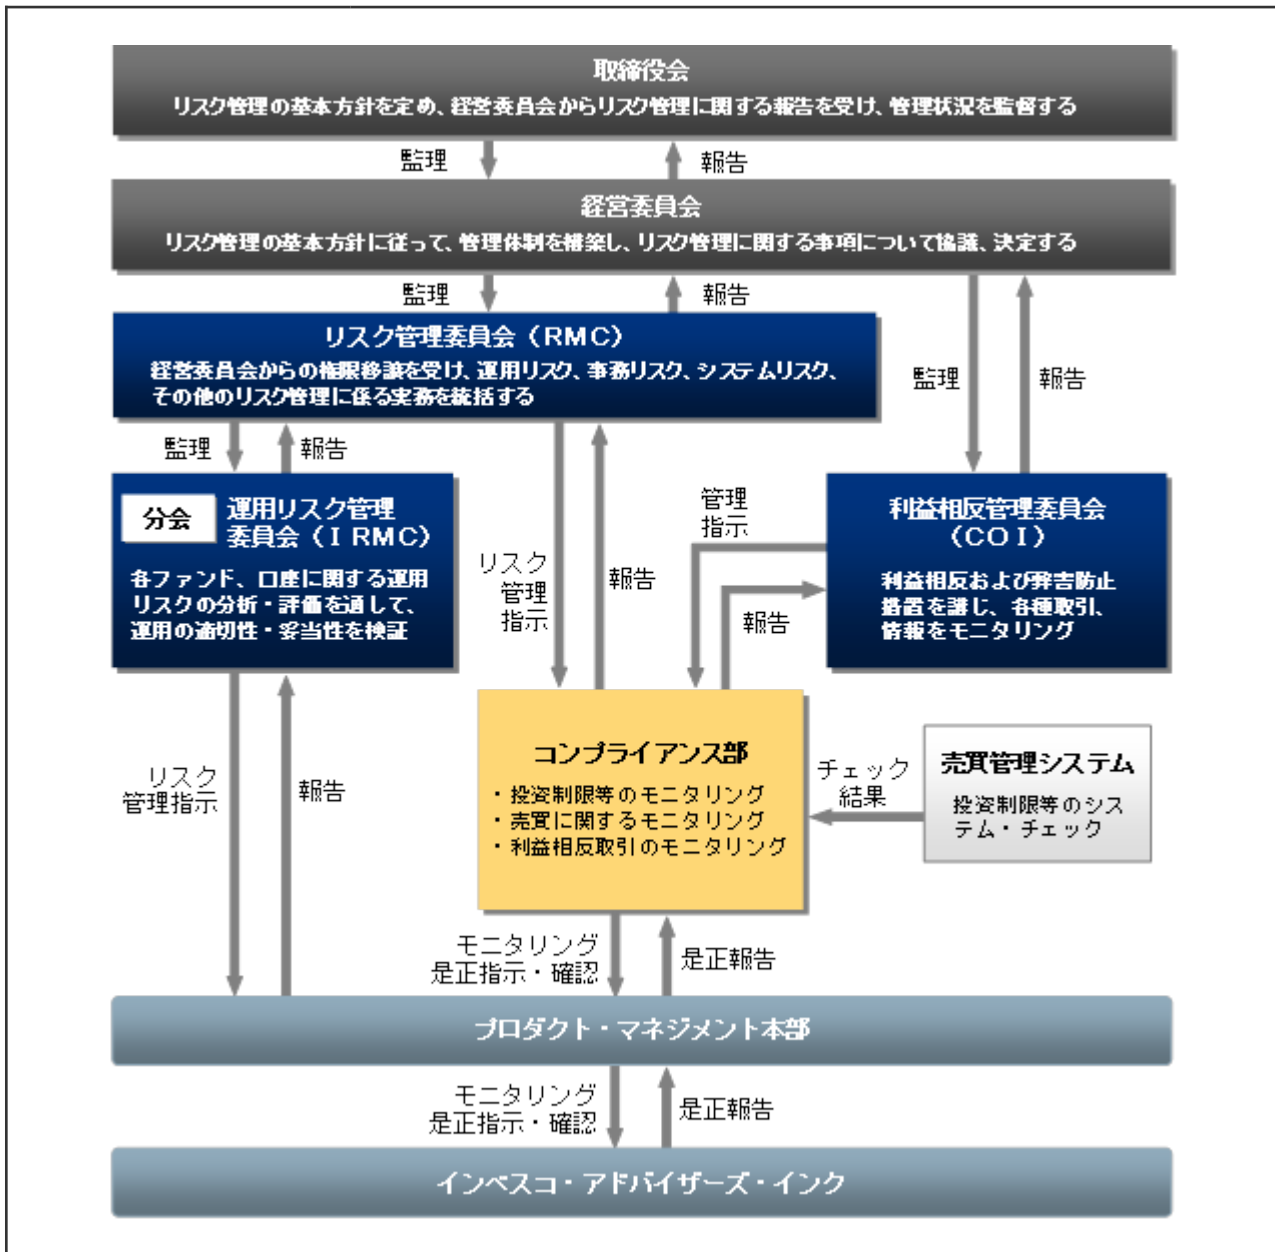 取締役会
リスク管理の基本方針を定め、経営委員会からリスク管理に関する報告を受け、管理状況を監督する
監理
報告
経営委員会
リスク管理の基本方針に従って、管理体制を構築し、リスク管理に関する事項について協議、決定する
監理
報告
リスク管理委員会（RMC）
経営委員会からの権限移譲を受け、運用リスク、事務リスク、システムリスク、
その他のリスク管理に係る実務を統括する
監理
報告
監理
報告
分会
運用リスク管理
委員会（ＩRMC）
各ファンド、口座に関する運用
リスクの分析・評価を通して、
運用の適切性・妥当性を検証
リスク
管理
指示
報告
管理
指示
報告
利益相反管理委員会
（COI）
利益相反および弊害防止
措置を講じ、各種取引、
情報をモニタリング
リスク
管理指示
報告
コンプライアンス部
・投資制限等のモニタリング
・売買に関するモニタリング
・利益相反取引のモニタリング
チェック
結果
売買管理システム
投資制限等のシス
テム・チェック
モニタリング
是正指示・確認
是正報告
プロダクト・マネジメント本部
モニタリング
是正指示・確認
是正報告
インベスコ・アドバイザーズ・インク